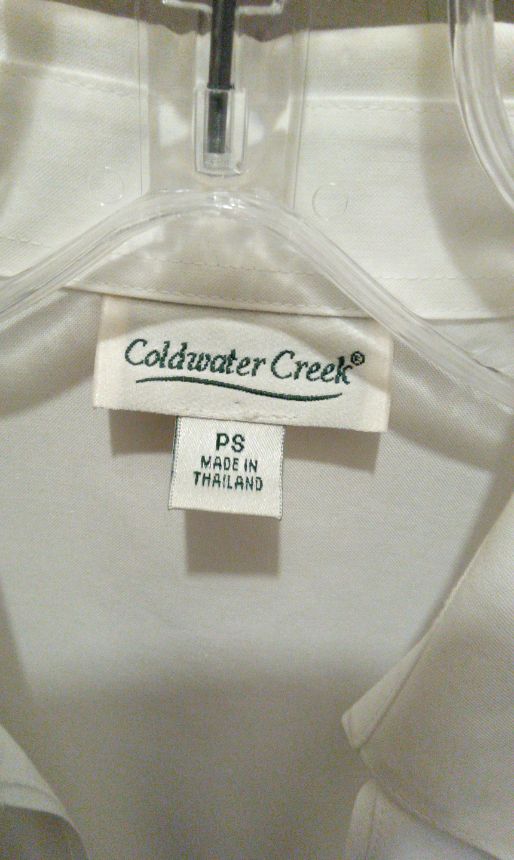 Coldwater Creek®
PS
MADE IN
THAILAND